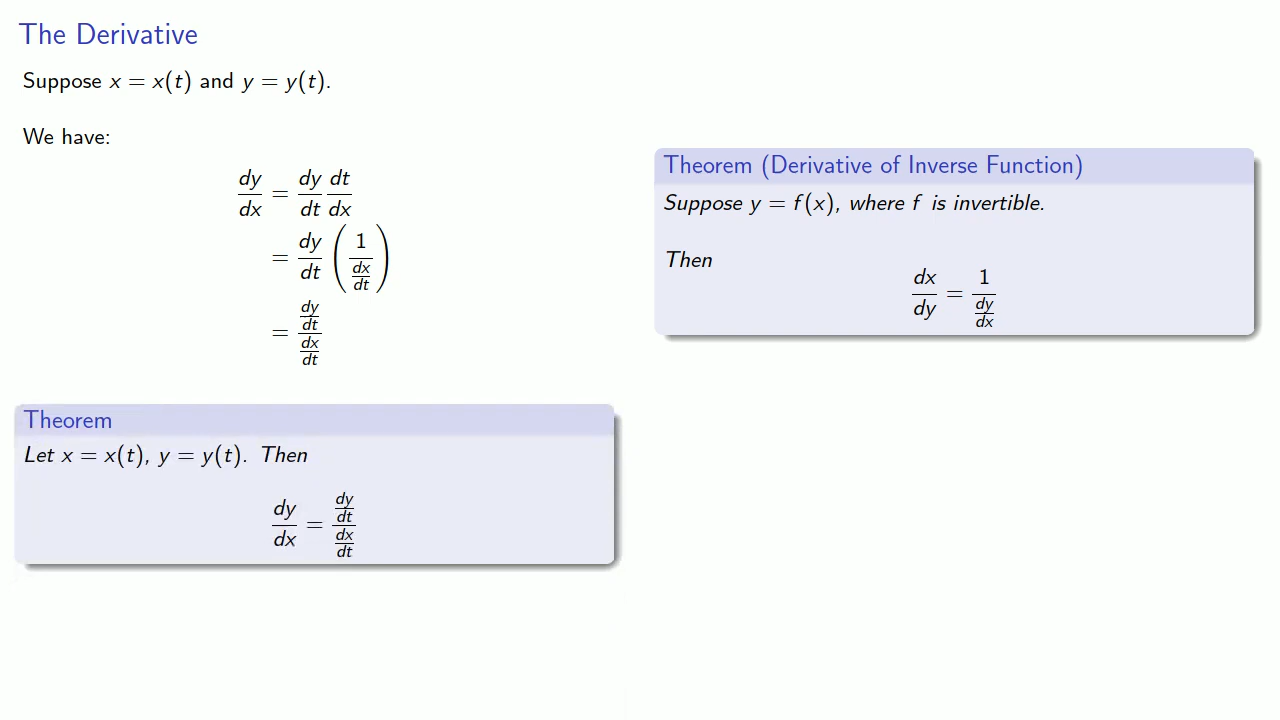 The Derivative
Suppose x = x(t) and y = y(t).
We have:
dy/dx = dy/dt dt/dx
= dy/dt (1/(dx/dt))
= (dy/dt)/(dx/dt)
Theorem
Let x = x(t), y = y(t). Then
dy/dx = (dy/dt)/(dx/dt)
Theorem (Derivative of Inverse Function)
Suppose y = f(x), where f is invertible.
Then
dx/dy = 1/(dy/dx)